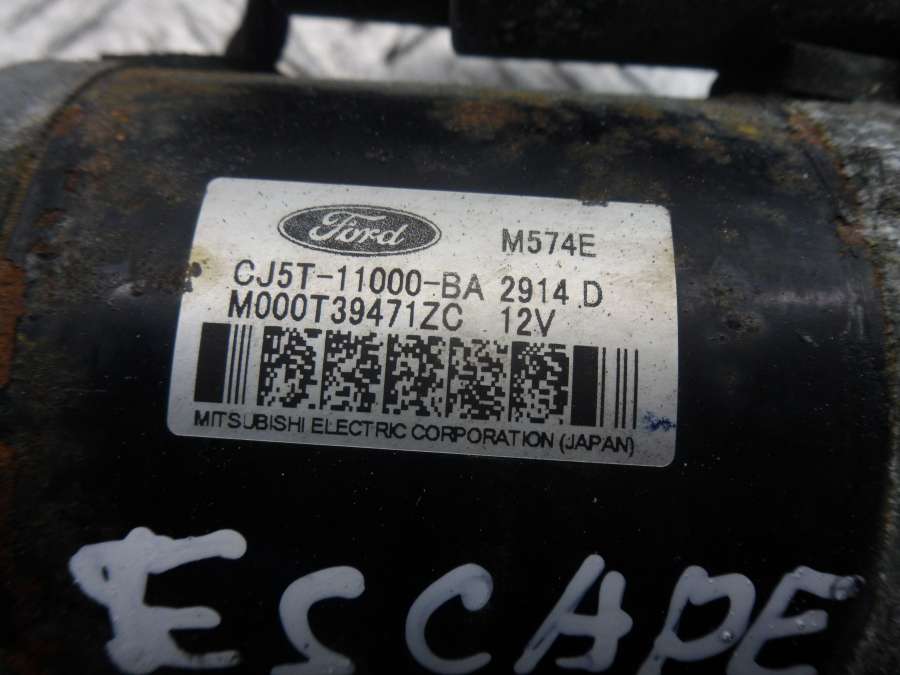 Ford M574E
CJ5T-11000-BA 2914 D
M000T39471ZC 12V
MITSUBISHI ELECTRIC CORPORATION (JAPAN)
ESCAPE